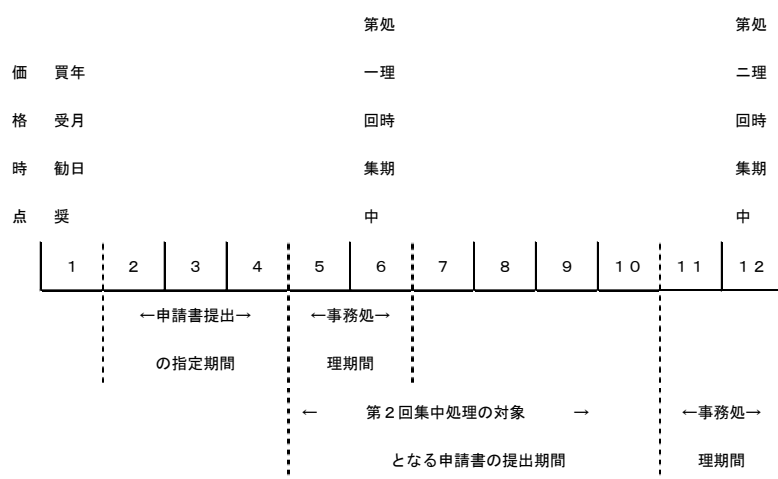 第処
第処
価 買年 一理 二理
格 受月 回時 回時
時 勧日 集期 集期
点 奨 中 中
1 2 3 4 5 6 7 8 9 10 11 12
←申請書提出→ ←事務処→
の指定期間 理期間
← 第2回集中処理の対象 → ←事務処→
となる申請書の提出期間 理期間